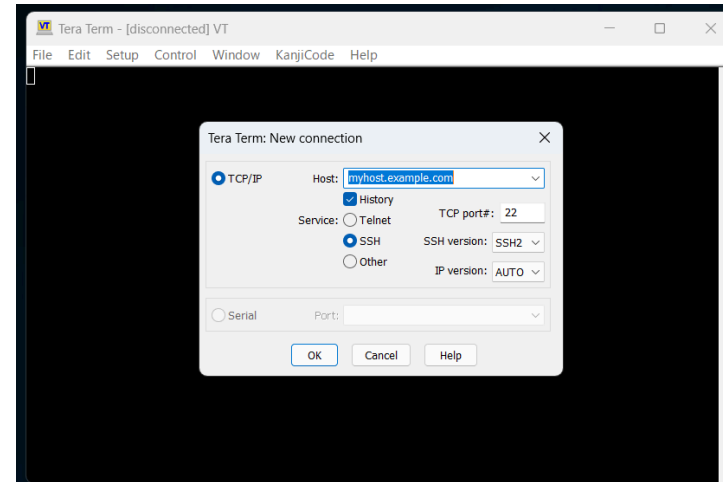 VT Tera Term - [disconnected] VT
File Edit Setup Control Window KanjiCode Help
Tera Term: New connection
TCP/IP Host: myhost.example.com
History
Service: Telnet TCP port#: 22
SSH SSH version: SSH2
Other IP version: AUTO
Serial Port:
OK Cancel Help